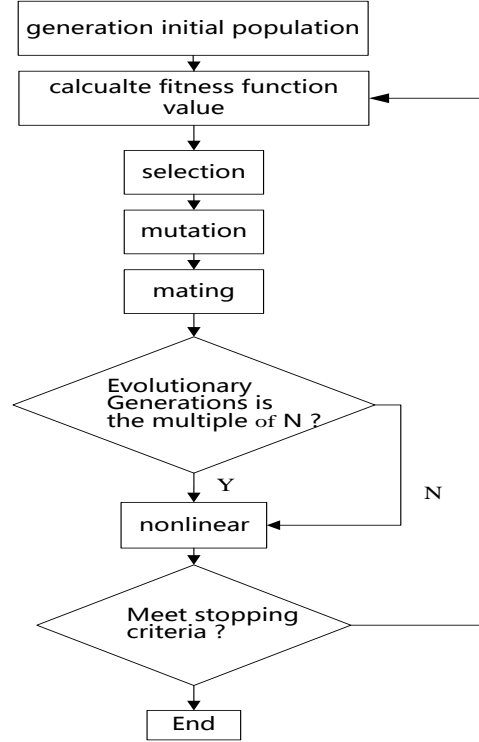 generation initial population
calcualte fitness function
value
selection
mutation
mating
Evolutionary
Generations is
the multiple of N ?
Y
N
nonlinear
Meet stopping
criteria ?
End